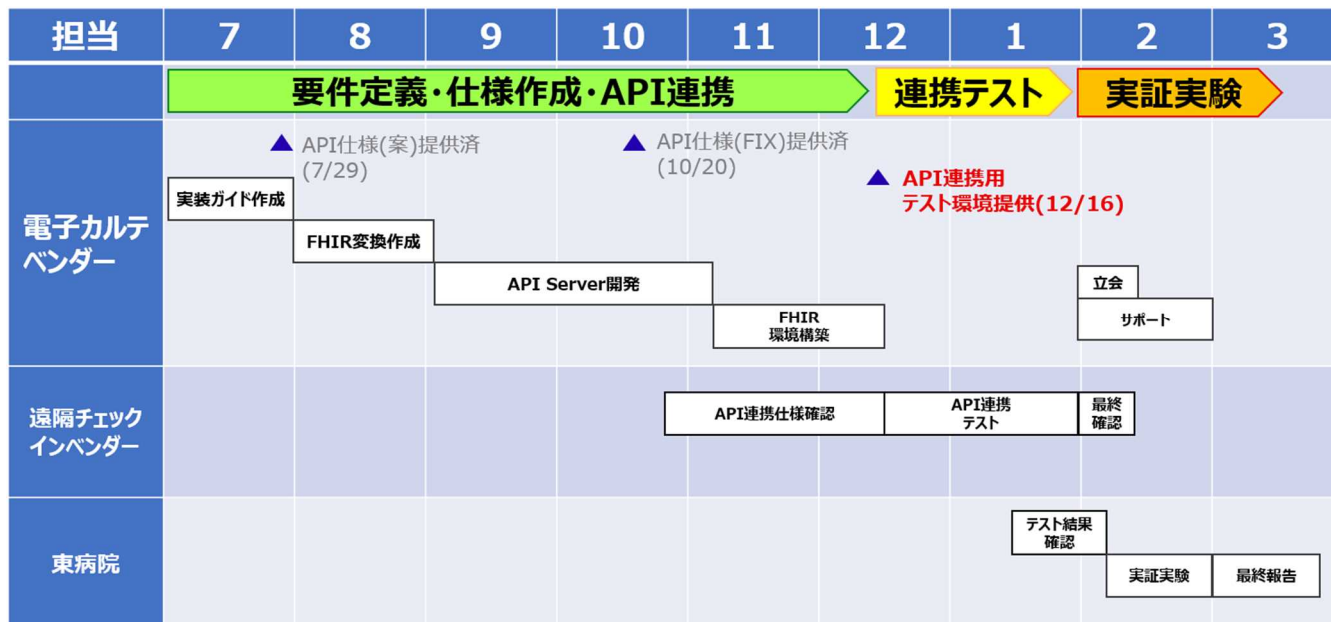 担当 7 8 9 10 11 12 1 2 3
要件定義・仕様作成・API連携 連携テスト 実証実験
電子カルテ
ベンダー
API仕様(案)提供済
(7/29)
API仕様(FIX)提供済
(10/20)
API連携用
テスト環境提供(12/16)
実装ガイド作成
FHIR変換作成
API Server開発
FHIR
環境構築
立会
サポート
遠隔チェック
インベンダー
API連携仕様確認
API連携
テスト
最終
確認
東病院
テスト結果
確認
実証実験
最終報告